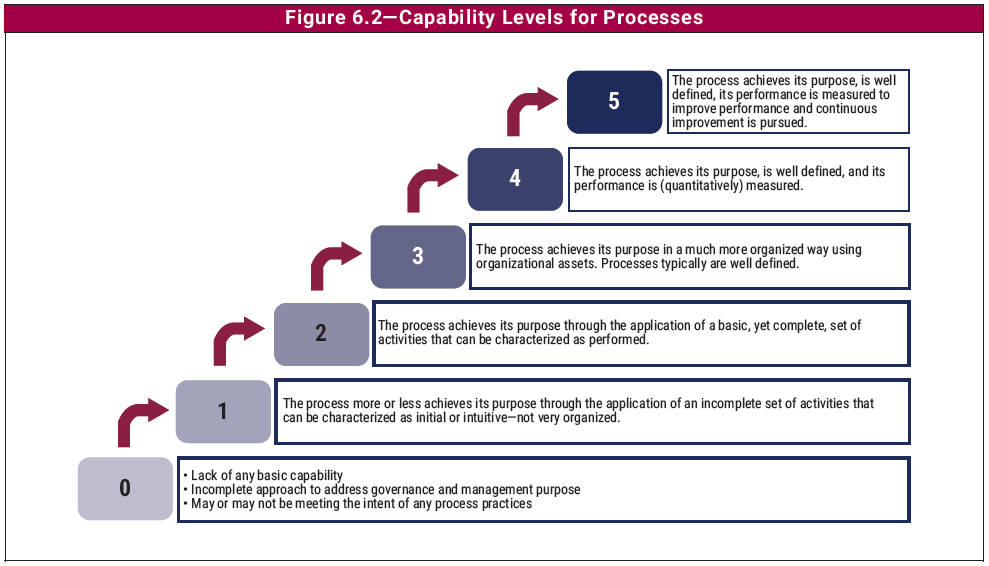 Figure 6.2—Capability Levels for Processes
5
The process achieves its purpose, is well
defined, its performance is measured to
improve performance and continuous
improvement is pursued.
4
The process achieves its purpose, is well defined, and its
performance is (quantitatively) measured.
3
The process achieves its purpose in a much more organized way using
organizational assets. Processes typically are well defined.
2
The process achieves its purpose through the application of a basic, yet complete, set of
activities that can be characterized as performed.
1
The process more or less achieves its purpose through the application of an incomplete set of activities that
can be characterized as initial or intuitive—not very organized.
0
• Lack of any basic capability
• Incomplete approach to address governance and management purpose
• May or may not be meeting the intent of any process practices